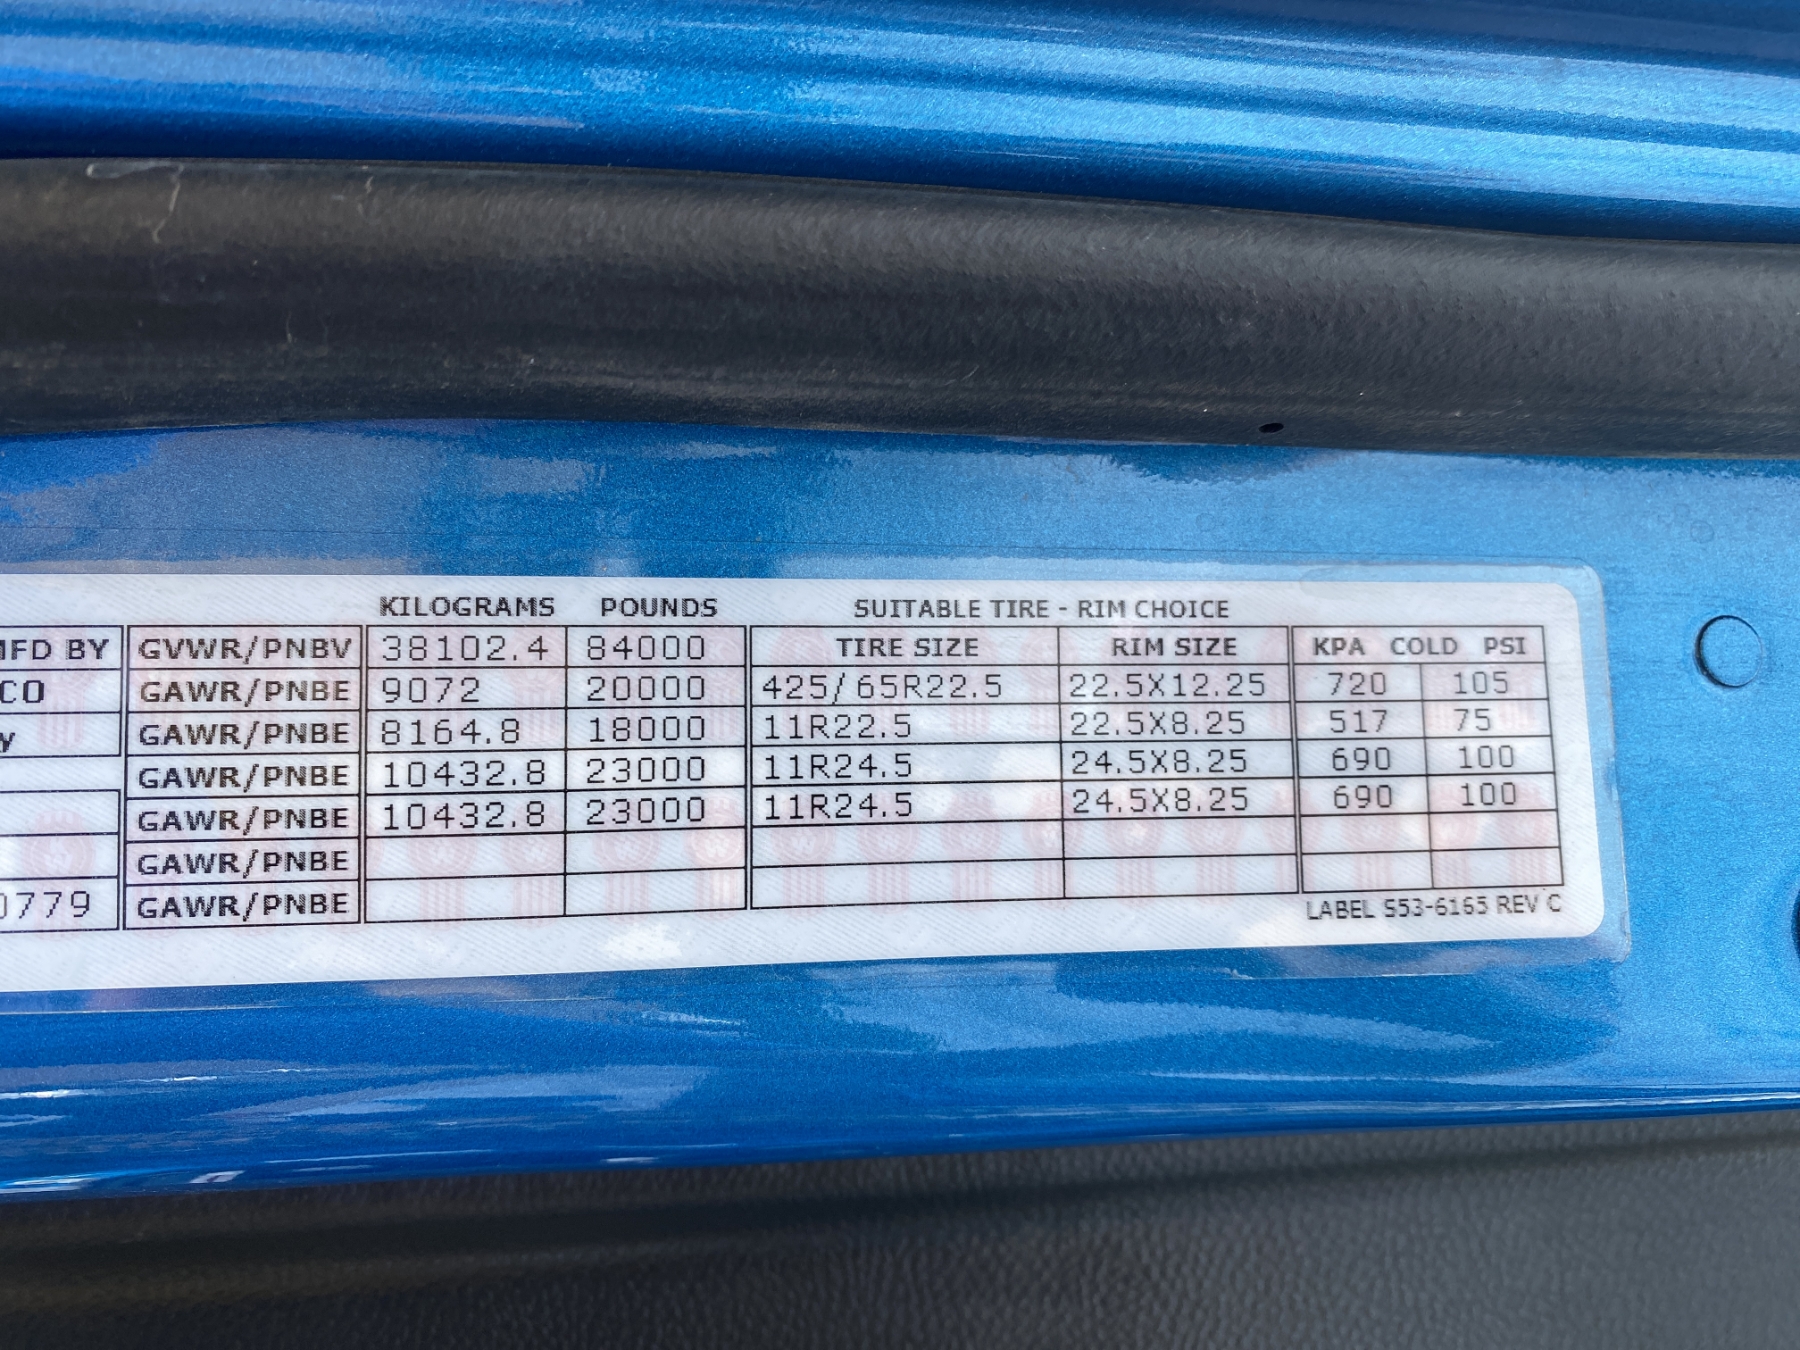 KILOGRAMS POUNDS SUITABLE TIRE - RIM CHOICE
MFD BY GVWR/PNBV 38102.4 84000 TIRE SIZE RIM SIZE KPA COLD PSI
CO GAWR/PNBE 9072 20000 425/65R22.5 22.5X12.25 720 105
y GAWR/PNBE 8164.8 18000 11R22.5 22.5X8.25 517 75
GAWR/PNBE 10432.8 23000 11R24.5 24.5X8.25 690 100
GAWR/PNBE 10432.8 23000 11R24.5 24.5X8.25 690 100
GAWR/PNBE
0779 GAWR/PNBE
LABEL S53-6165 REV C